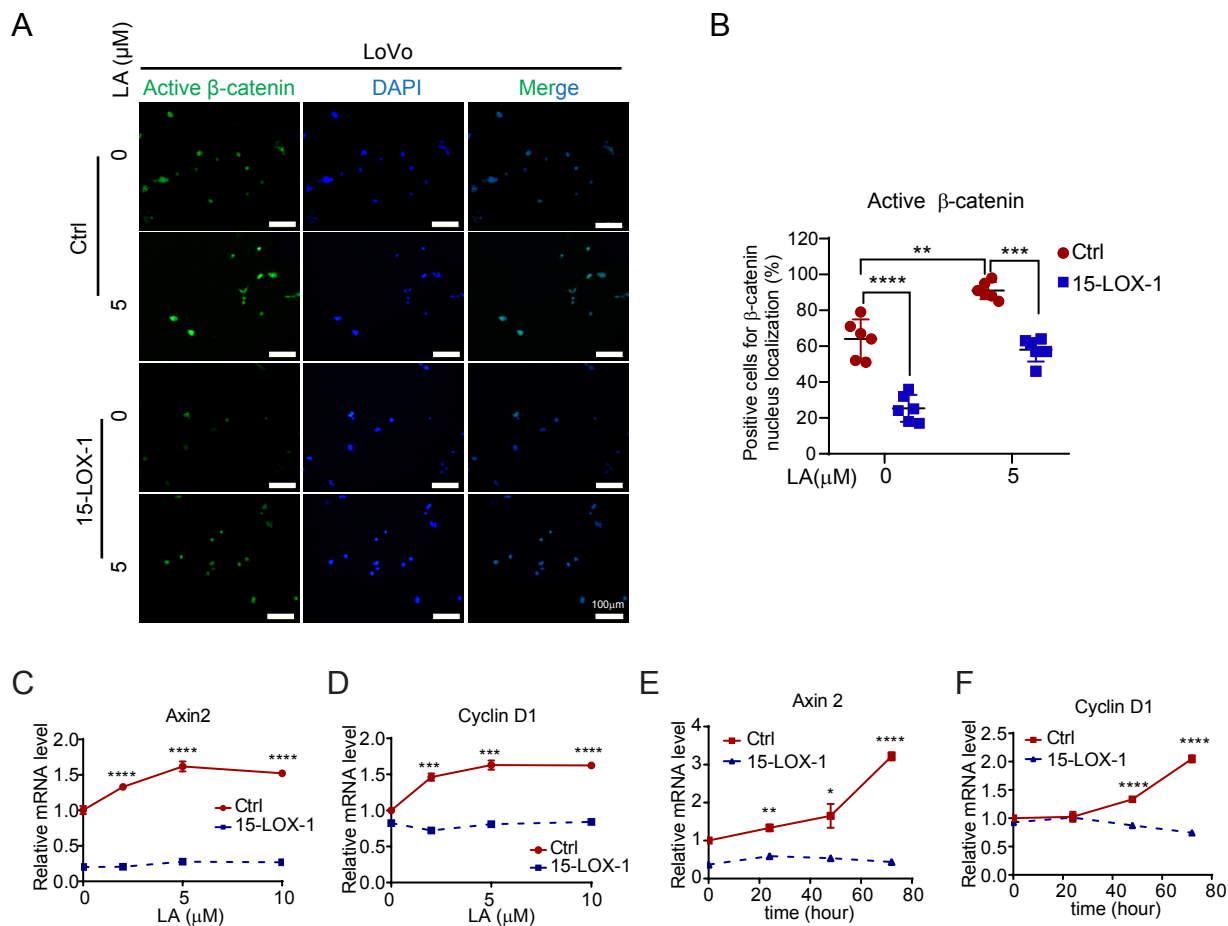 A
LA (μM)
LoVo
Active β-catenin
DAPI
Merge
Ctrl
0
5
15-LOX-1
0
5
100μm
B
Active β-catenin
Positive cells for β-catenin
nucleus localization (%)
120
100
80
60
40
20
0
**
****
***
Ctrl
15-LOX-1
LA(μM)
0
5
C
Axin2
Relative mRNA level
2.0
1.5
1.0
0.5
0.0
****
****
****
Ctrl
15-LOX-1
0
5
10
LA (μM)
D
Cyclin D1
Relative mRNA level
2.0
1.5
1.0
0.5
0.0
***
***
****
Ctrl
15-LOX-1
0
5
10
LA (μM)
E
Axin 2
Relative mRNA level
4
3
2
1
0
Ctrl
15-LOX-1
**
*
****
0
20
40
60
80
time (hour)
F
Cyclin D1
Relative mRNA level
2.5
2.0
1.5
1.0
0.5
0.0
Ctrl
15-LOX-1
****
****
0
20
40
60
80
time (hour)